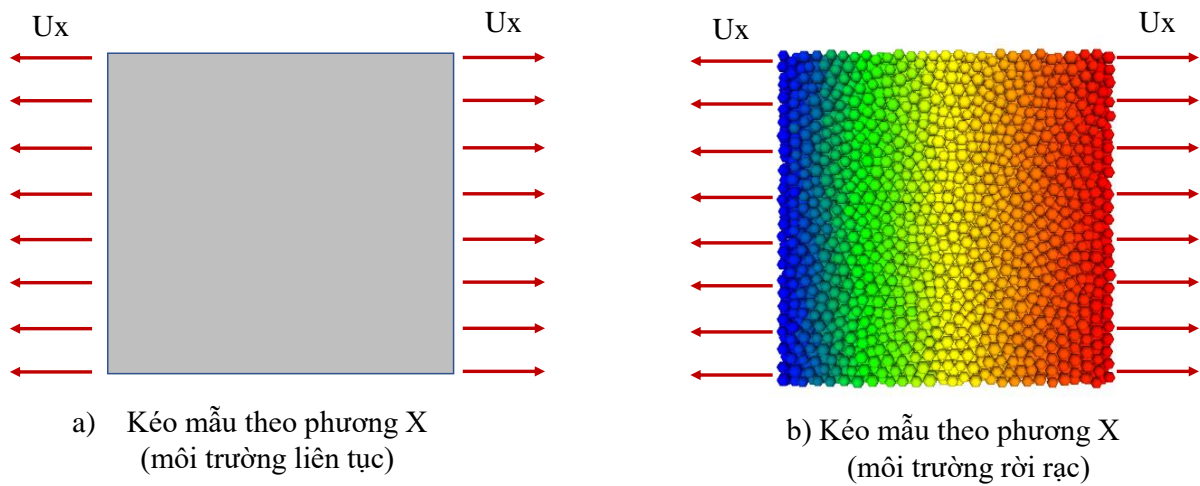 Ux
Ux
Ux
Ux
a) Kéo mẫu theo phương X
(môi trường liên tục)
b) Kéo mẫu theo phương X
(môi trường rời rạc)